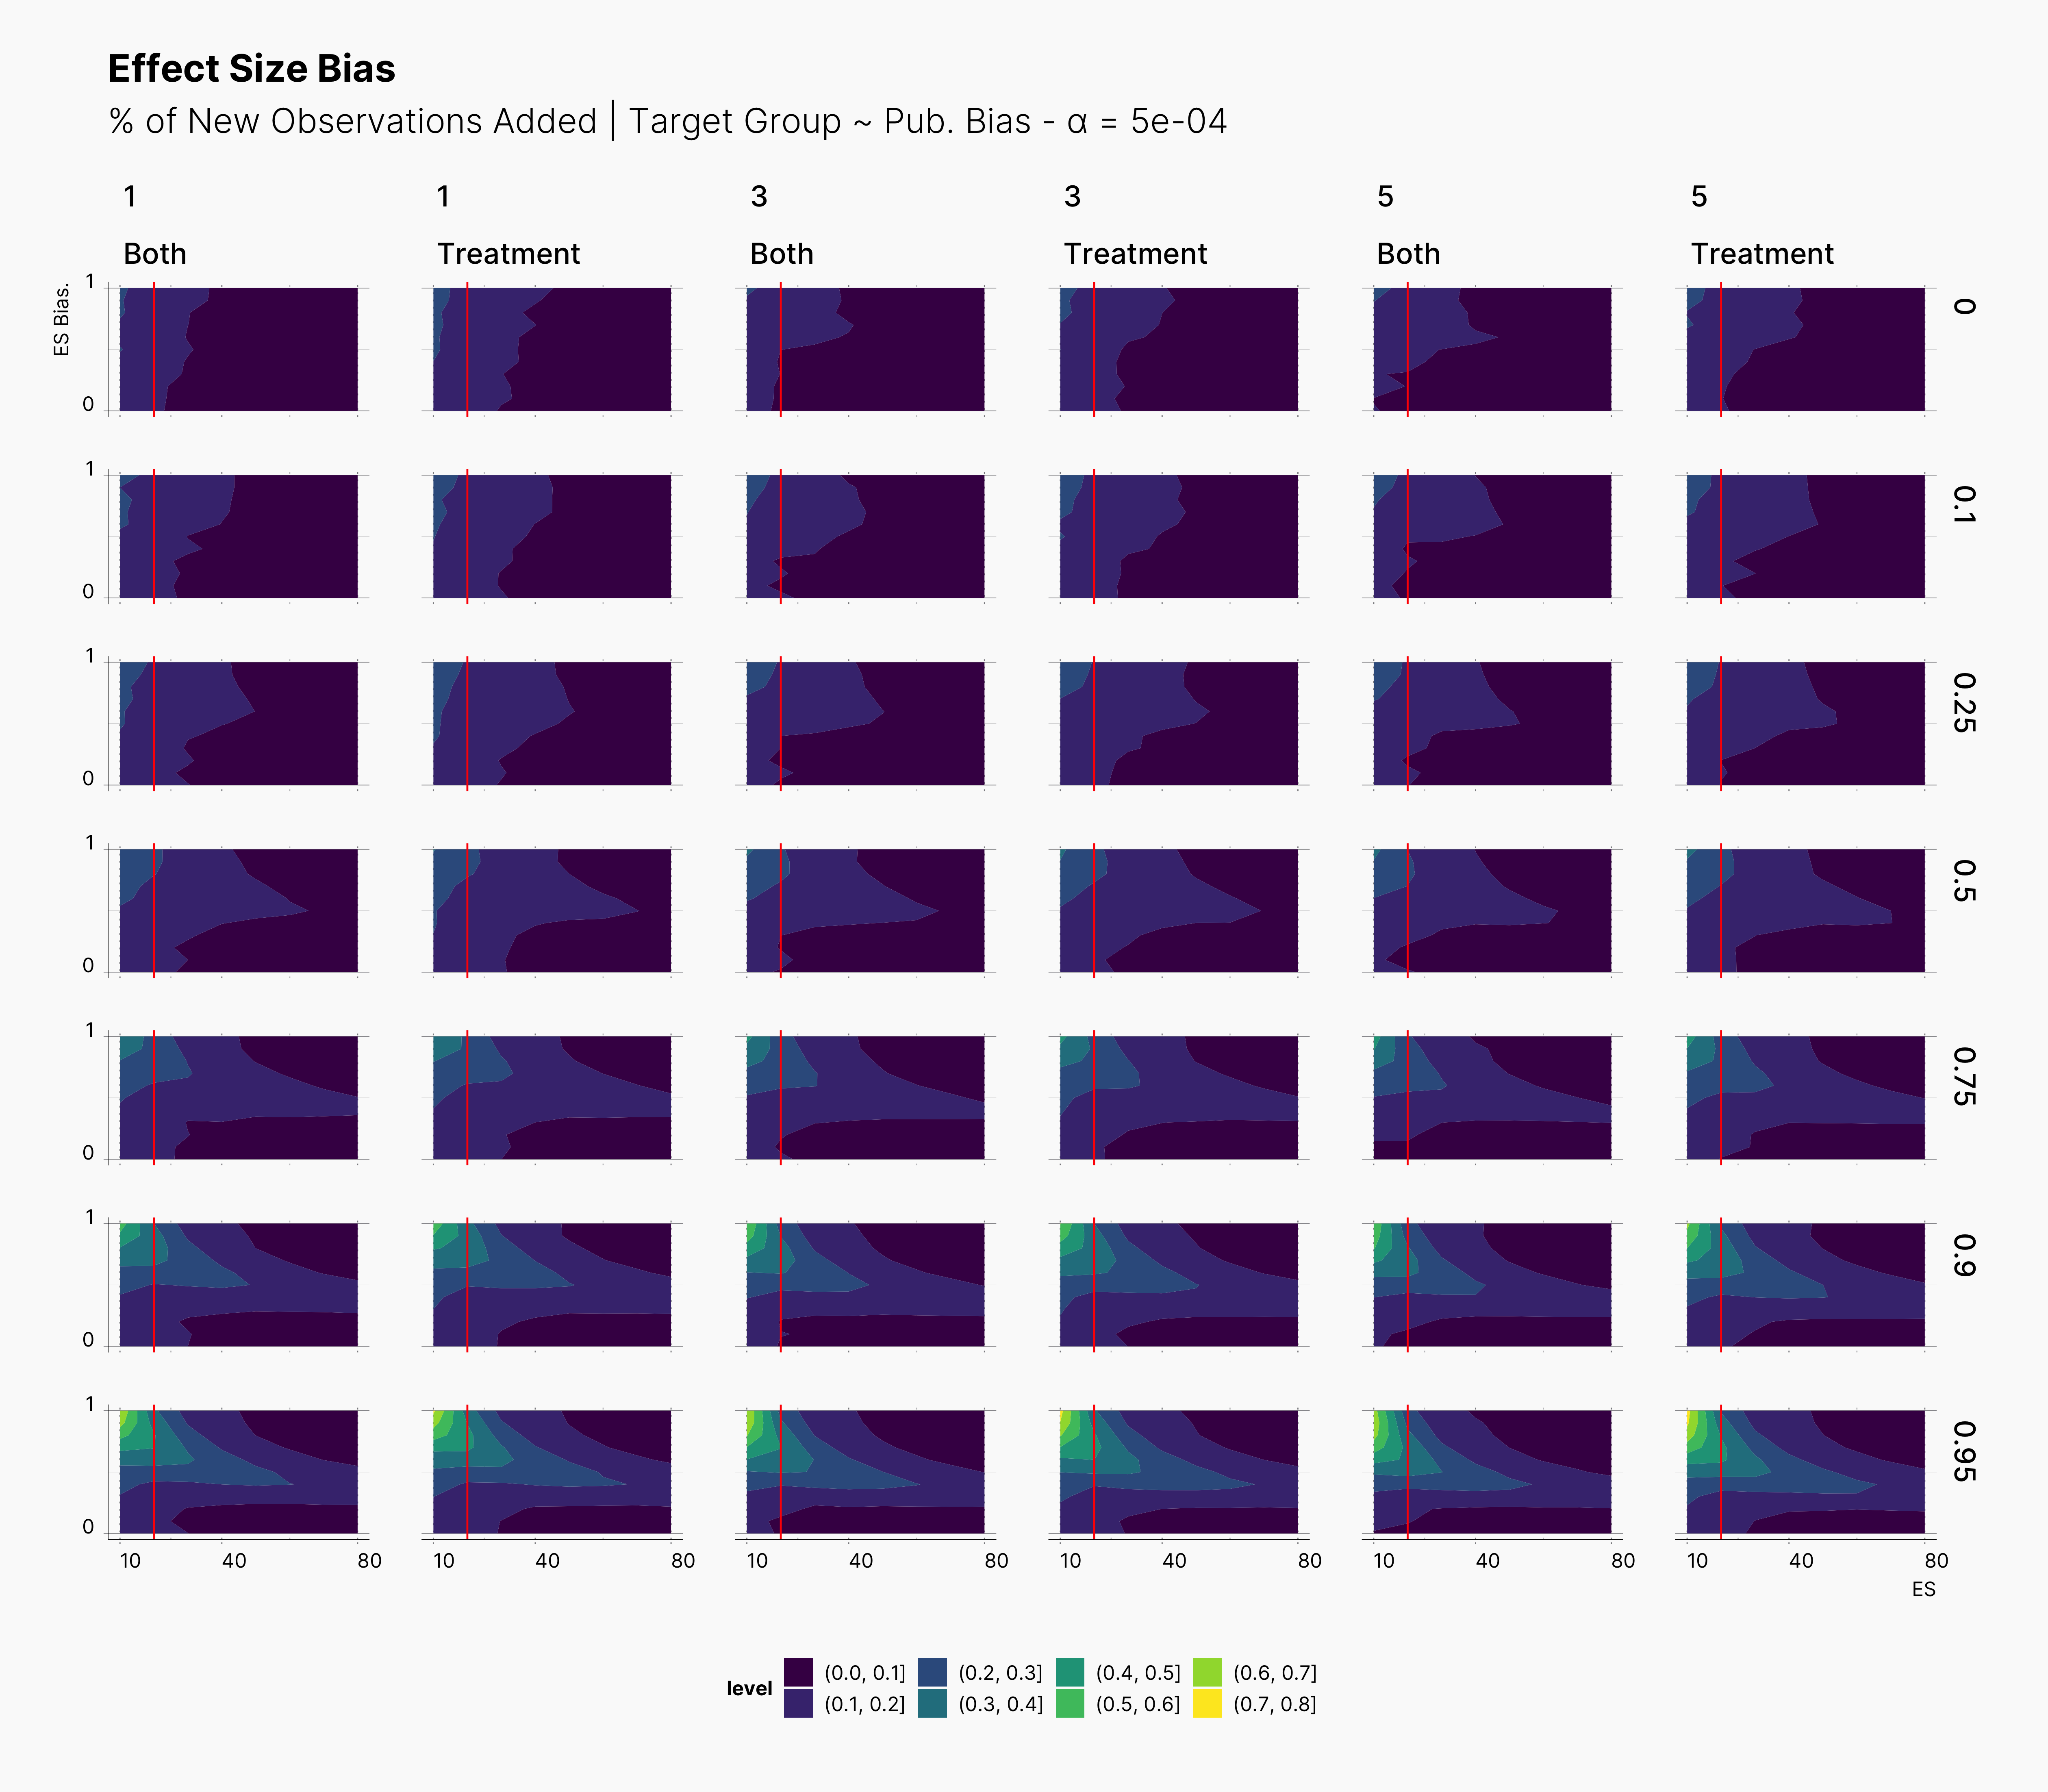 Effect Size Bias
% of New Observations Added | Target Group ~ Pub. Bias - α = 5e-04
1 1 3 3 5 5
Both Treatment Both Treatment Both Treatment
ES Bias.
1
0
0
1
0
0.1
1
0
0.25
1
0
0.5
1
0
0.75
1
0
0.9
1
0
0.995
10 40 80 10 40 80 10 40 80 10 40 80 10 40 80 10 40 80
ES
level
(0.0, 0.1] (0.2, 0.3] (0.4, 0.5] (0.6, 0.7]
(0.1, 0.2] (0.3, 0.4] (0.5, 0.6] (0.7, 0.8]